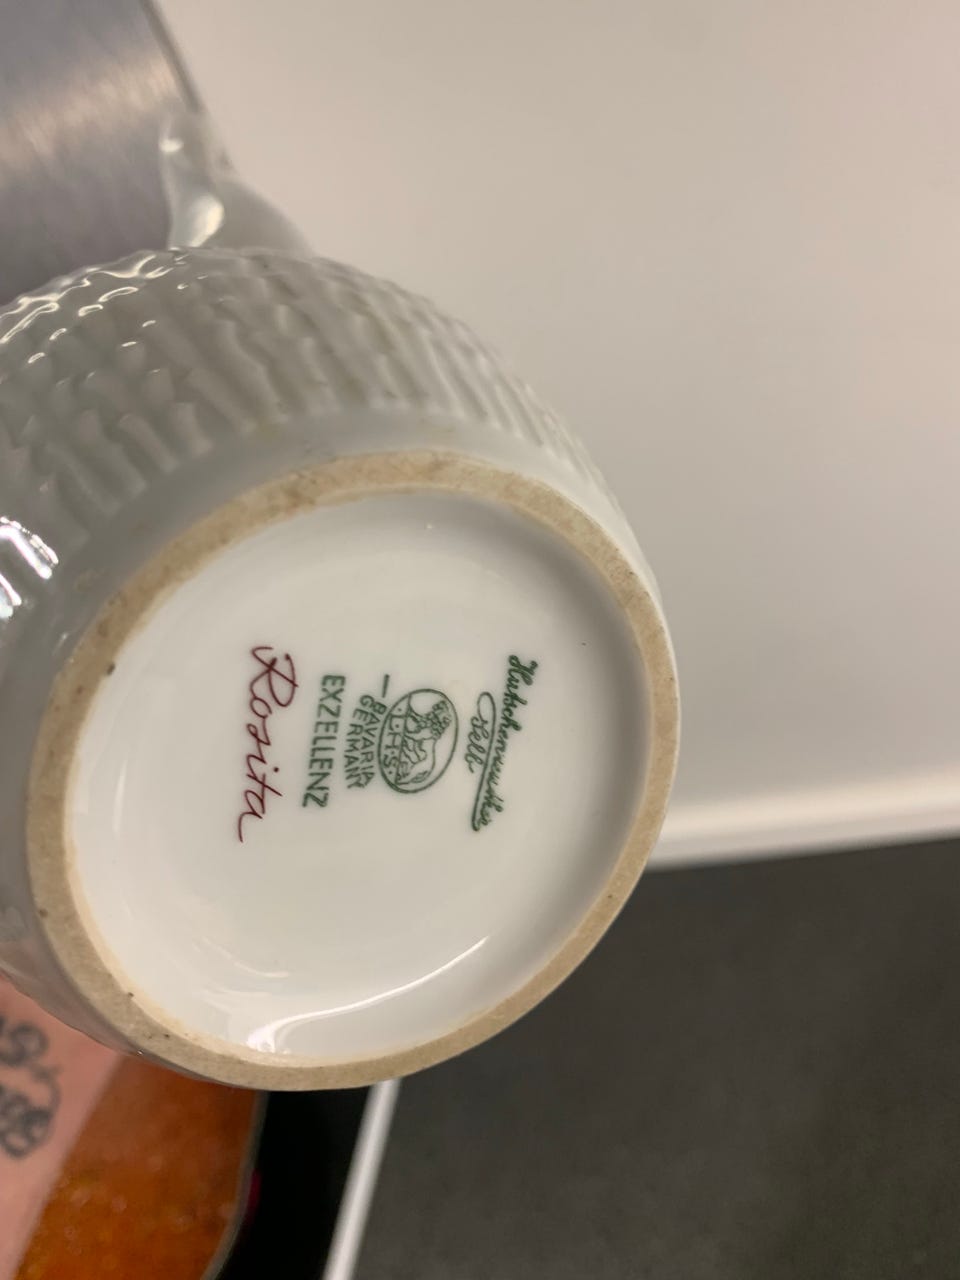 Hutschenreuther
Selb
L.H.S.
BAVARIA
GERMANY
EXZELLENZ
Rosita